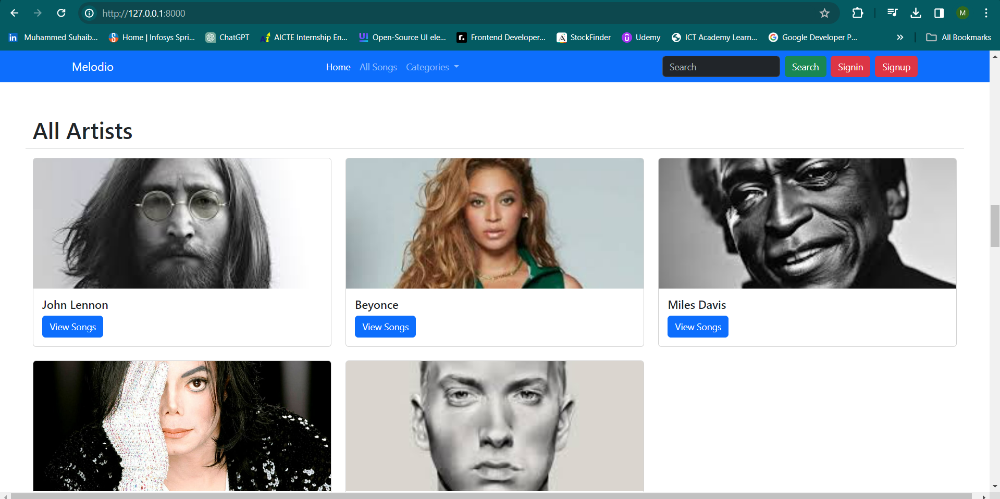 http://127.0.0.1:8000
M
Muhammed Suhaib...
Home | Infosys Spri...
ChatGPT
AICTE Internship En...
Open-Source UI ele...
Frontend Developer...
StockFinder
Udemy
ICT Academy Learn...
Google Developer P...
All Bookmarks
Melodio
Home
All Songs
Categories
Search
Search
Signin
Signup
All Artists
John Lennon
View Songs
Beyonce
View Songs
Miles Davis
View Songs